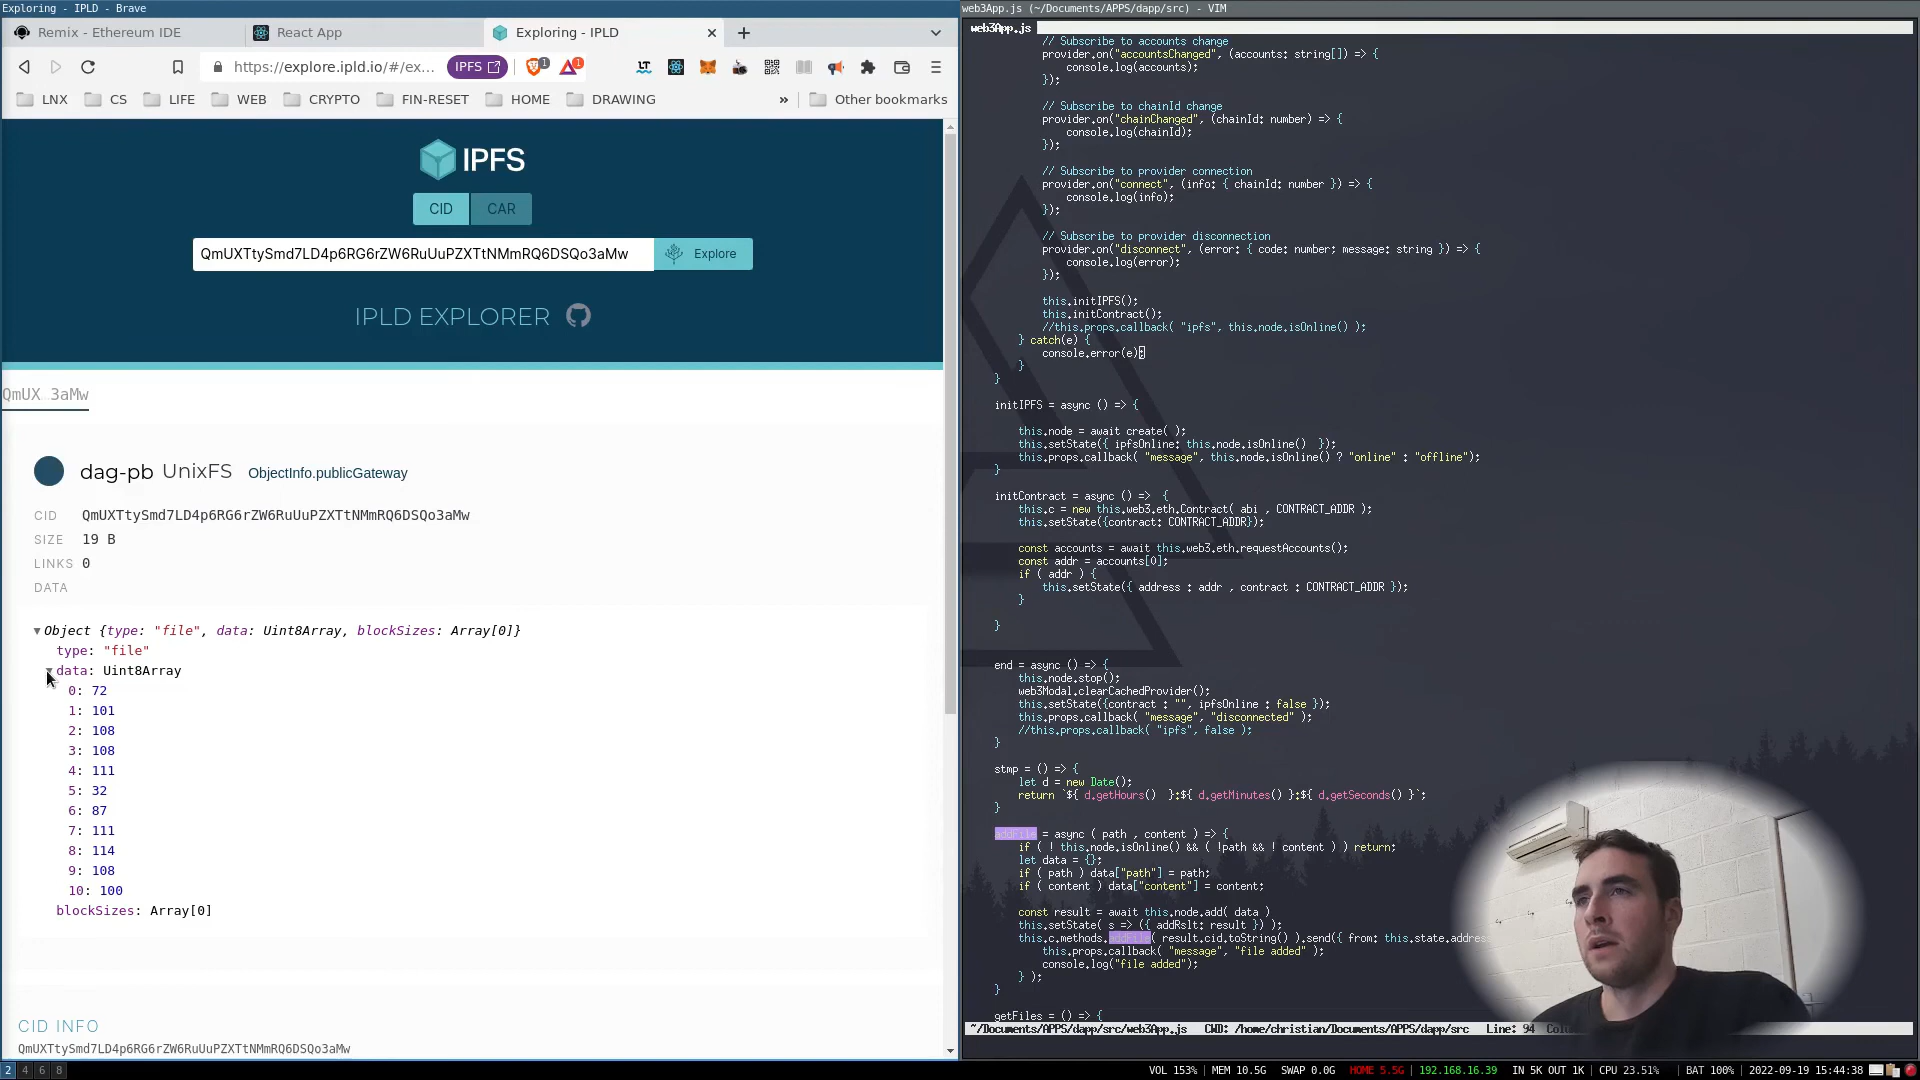 Exploring - IPLD - Brave
Remix - Ethereum IDE
React App
Exploring - IPLD
https://explore.ipld.io/#/ex...
IPFS
1
1
LNX
CS
LIFE
WEB
CRYPTO
FIN-RESET
HOME
DRAWING
»
Other bookmarks
IPFS
CID
CAR
QmUXTtySmd7LD4p6RG6rZW6RuUuPZXTtNMmRQ6DSQo3aMw
Explore
IPLD EXPLORER
QmUX 3aMw
dag-pb UnixFS ObjectInfo.publicGateway
CID QmUXTtySmd7LD4p6RG6rZW6RuUuPZXTtNMmRQ6DSQo3aMw
SIZE 19 B
LINKS 0
DATA
Object {type: "file", data: Uint8Array, blockSizes: Array[0]}
type: "file"
data: Uint8Array
0: 72
1: 101
2: 108
3: 108
4: 111
5: 32
6: 87
7: 111
8: 114
9: 108
10: 100
blockSizes: Array[0]
CID INFO
QmUXTtySmd7LD4p6RG6rZW6RuUuPZXTtNMmRQ6DSQo3aMw
web3App.js (~/Documents/APPS/dapp/src) - VIM
web3App.js
// Subscribe to accounts change
provider.on("accountsChanged", (accounts: string[]) => {
console.log(accounts);
});
// Subscribe to chainId change
provider.on("chainChanged", (chainId: number) => {
console.log(chainId);
});
// Subscribe to provider connection
provider.on("connect", (info: { chainId: number }) => {
console.log(info);
});
// Subscribe to provider disconnection
provider.on("disconnect", (error: { code: number; message: string }) => {
console.log(error);
});
this.initIPFS();
this.initContract();
//this.props.callback( "ipfs", this.node.isOnline() );
} catch(e) {
console.error(e);
}
}
initIPFS = async () => {
this.node = await create( );
this.setState({ ipfsOnline: this.node.isOnline() });
this.props.callback( "message", this.node.isOnline() ? "online" : "offline");
}
initContract = async () => {
this.c = new this.web3.eth.Contract( abi , CONTRACT_ADDR );
this.setState({contract: CONTRACT_ADDR});
const accounts = await this.web3.eth.requestAccounts();
const addr = accounts[0];
if ( addr ) {
this.setState({ address : addr , contract : CONTRACT_ADDR });
}
}
end = async () => {
this.node.stop();
web3Modal.clearCachedProvider();
this.setState({contract : "", ipfsOnline : false });
this.props.callback( "message", "disconnected" );
//this.props.callback( "ipfs", false );
}
stmp = () => {
let d = new Date();
return `${ d.getHours() }:${ d.getMinutes() }:${ d.getSeconds() }`;
}
addFile = async ( path , content ) => {
if ( ! this.node.isOnline() && ( !path && ! content ) ) return;
let data = {};
if ( path ) data["path"] = path;
if ( content ) data["content"] = content;
const result = await this.node.add( data )
this.setState( s => ({ addRslt: result }) );
this.c.methods.addFile( result.cid.toString() ).send({ from: this.state.address
this.props.callback( "message", "file added" );
console.log("file added");
} );
}
getFiles = () => {
~/Documents/APPS/dapp/src/web3App.js CWD: /home/christian/Documents/APPS/dapp/src Line: 94
2 4 6 8
VOL 153% | MEM 10.5G | SWAP 0.0G | HOME 5.5G | 192.168.16.39 | IN 5K OUT 1K | CPU 23.51% | BAT 100% | 2022-09-19 15:44:38